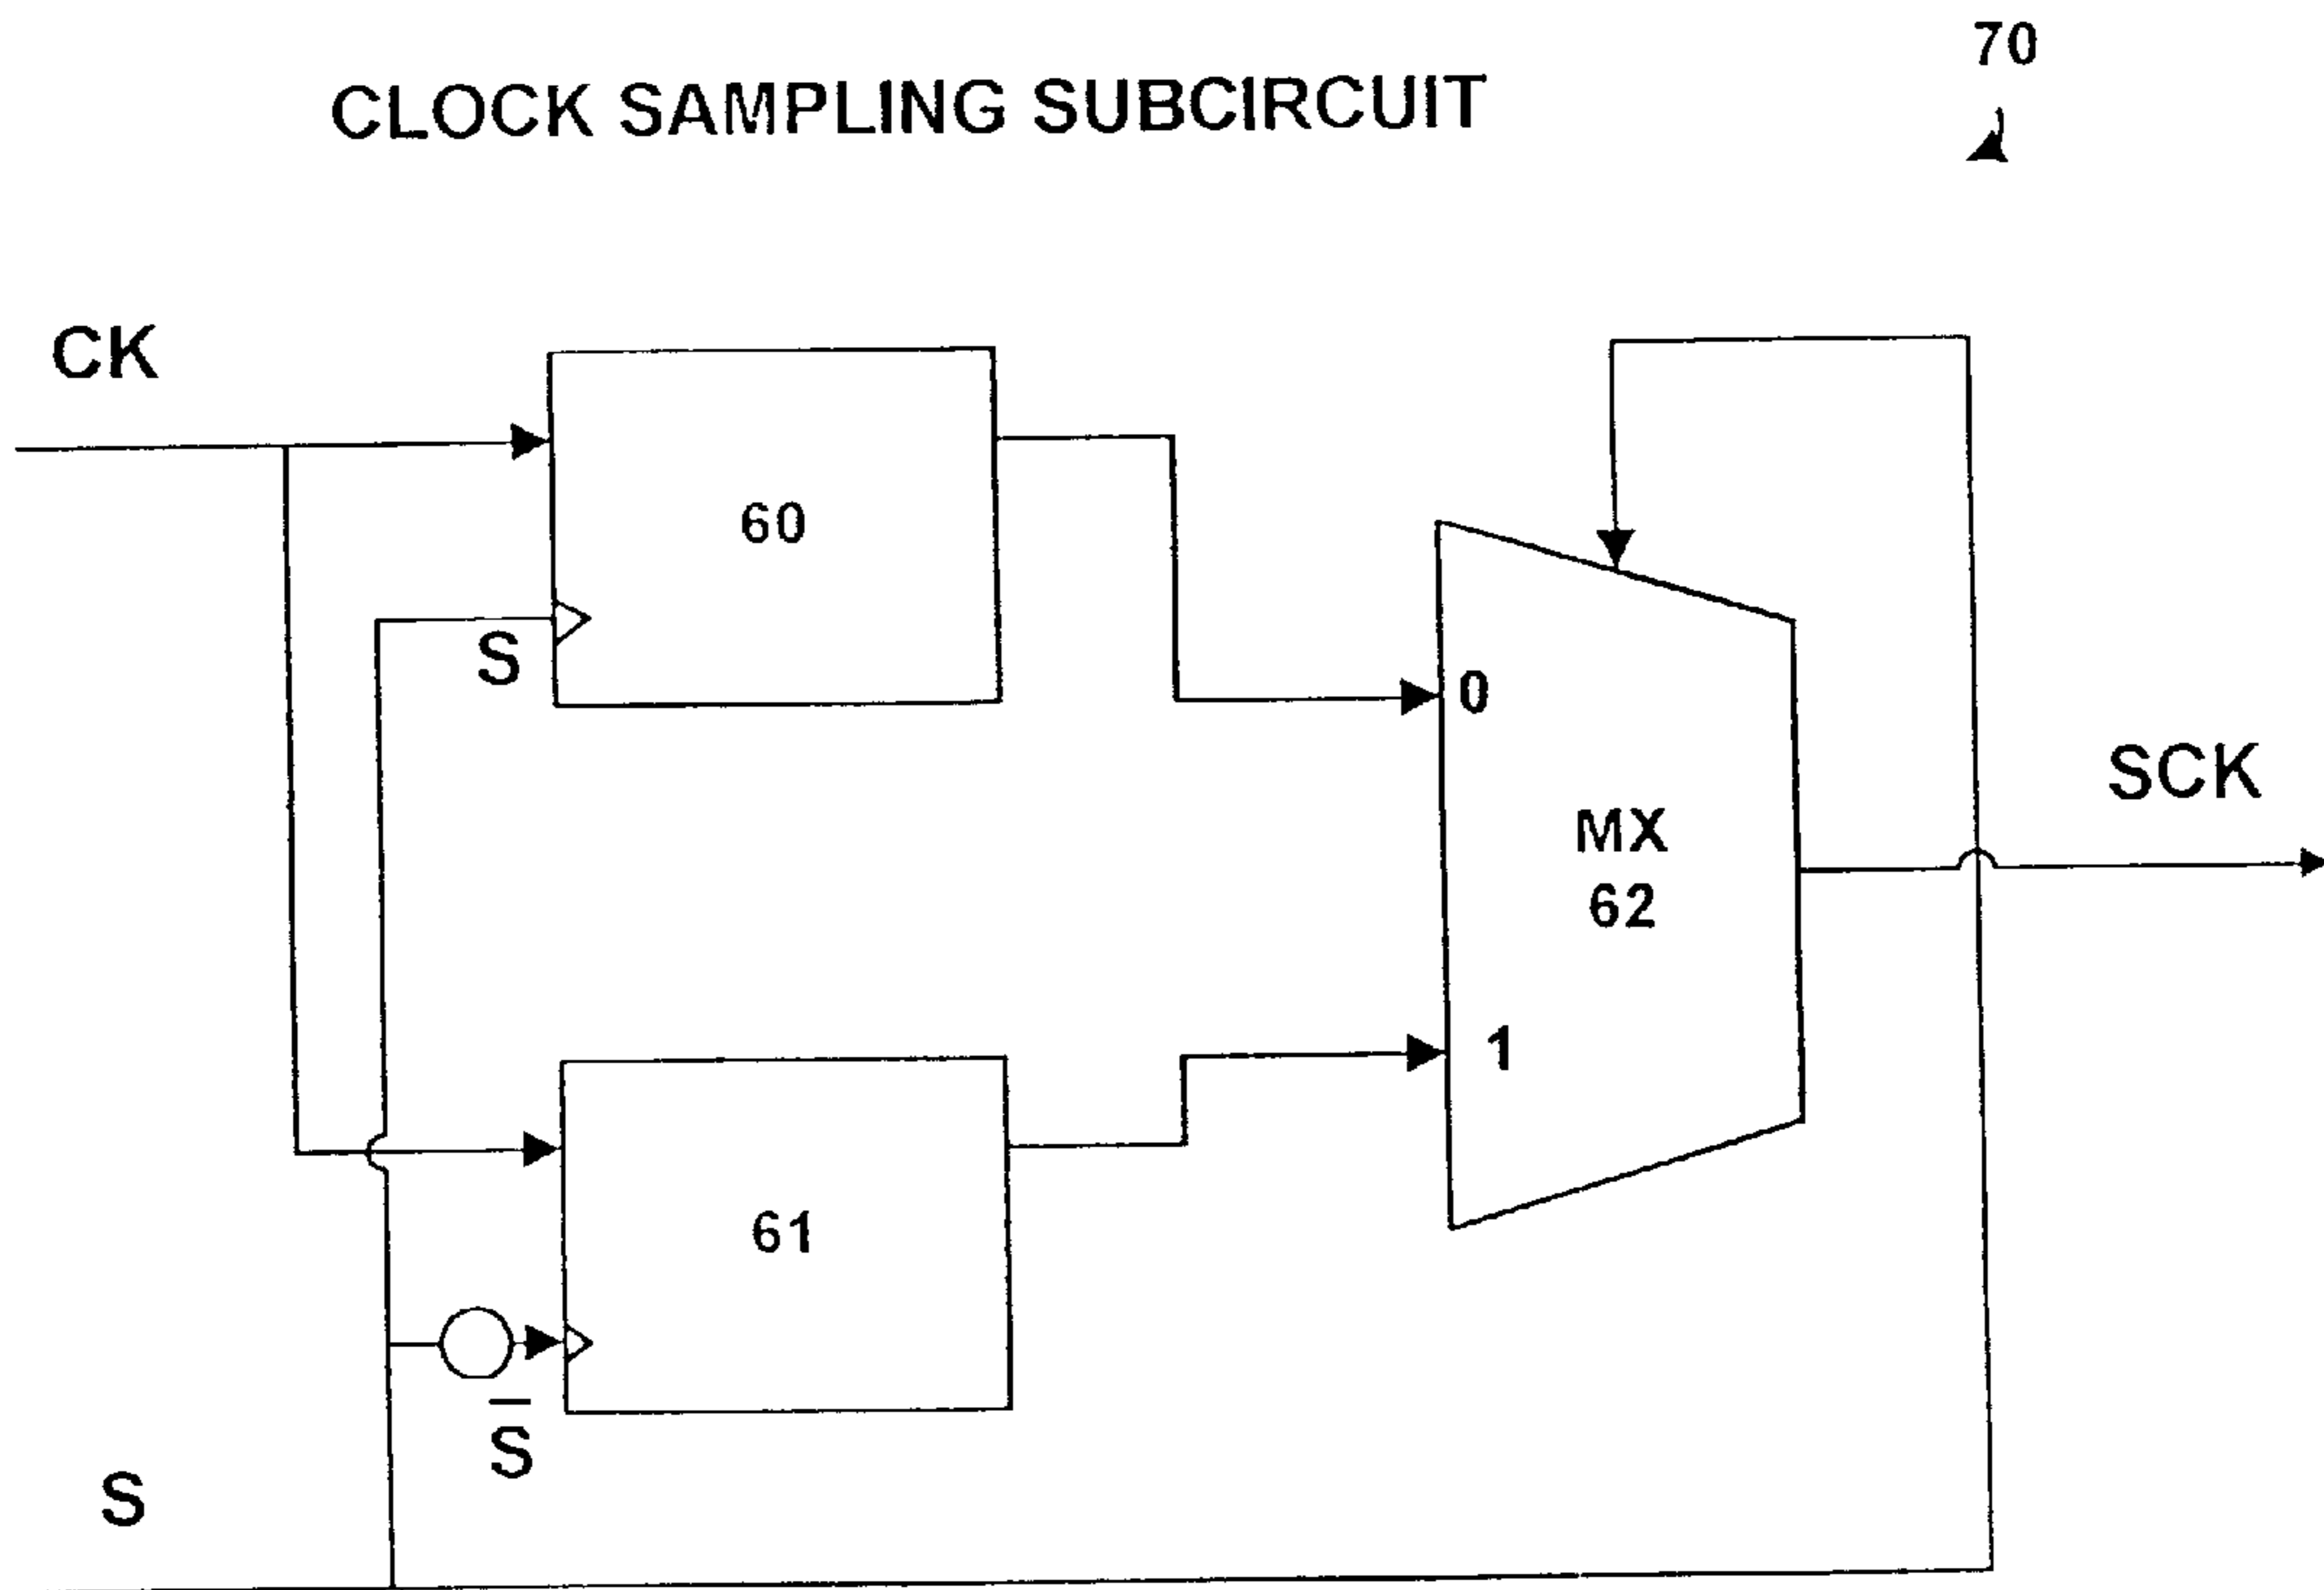 70
CLOCK SAMPLING SUBCIRCUIT
CK
60
S
0
SCK
MX
62
1
61
S̅
S